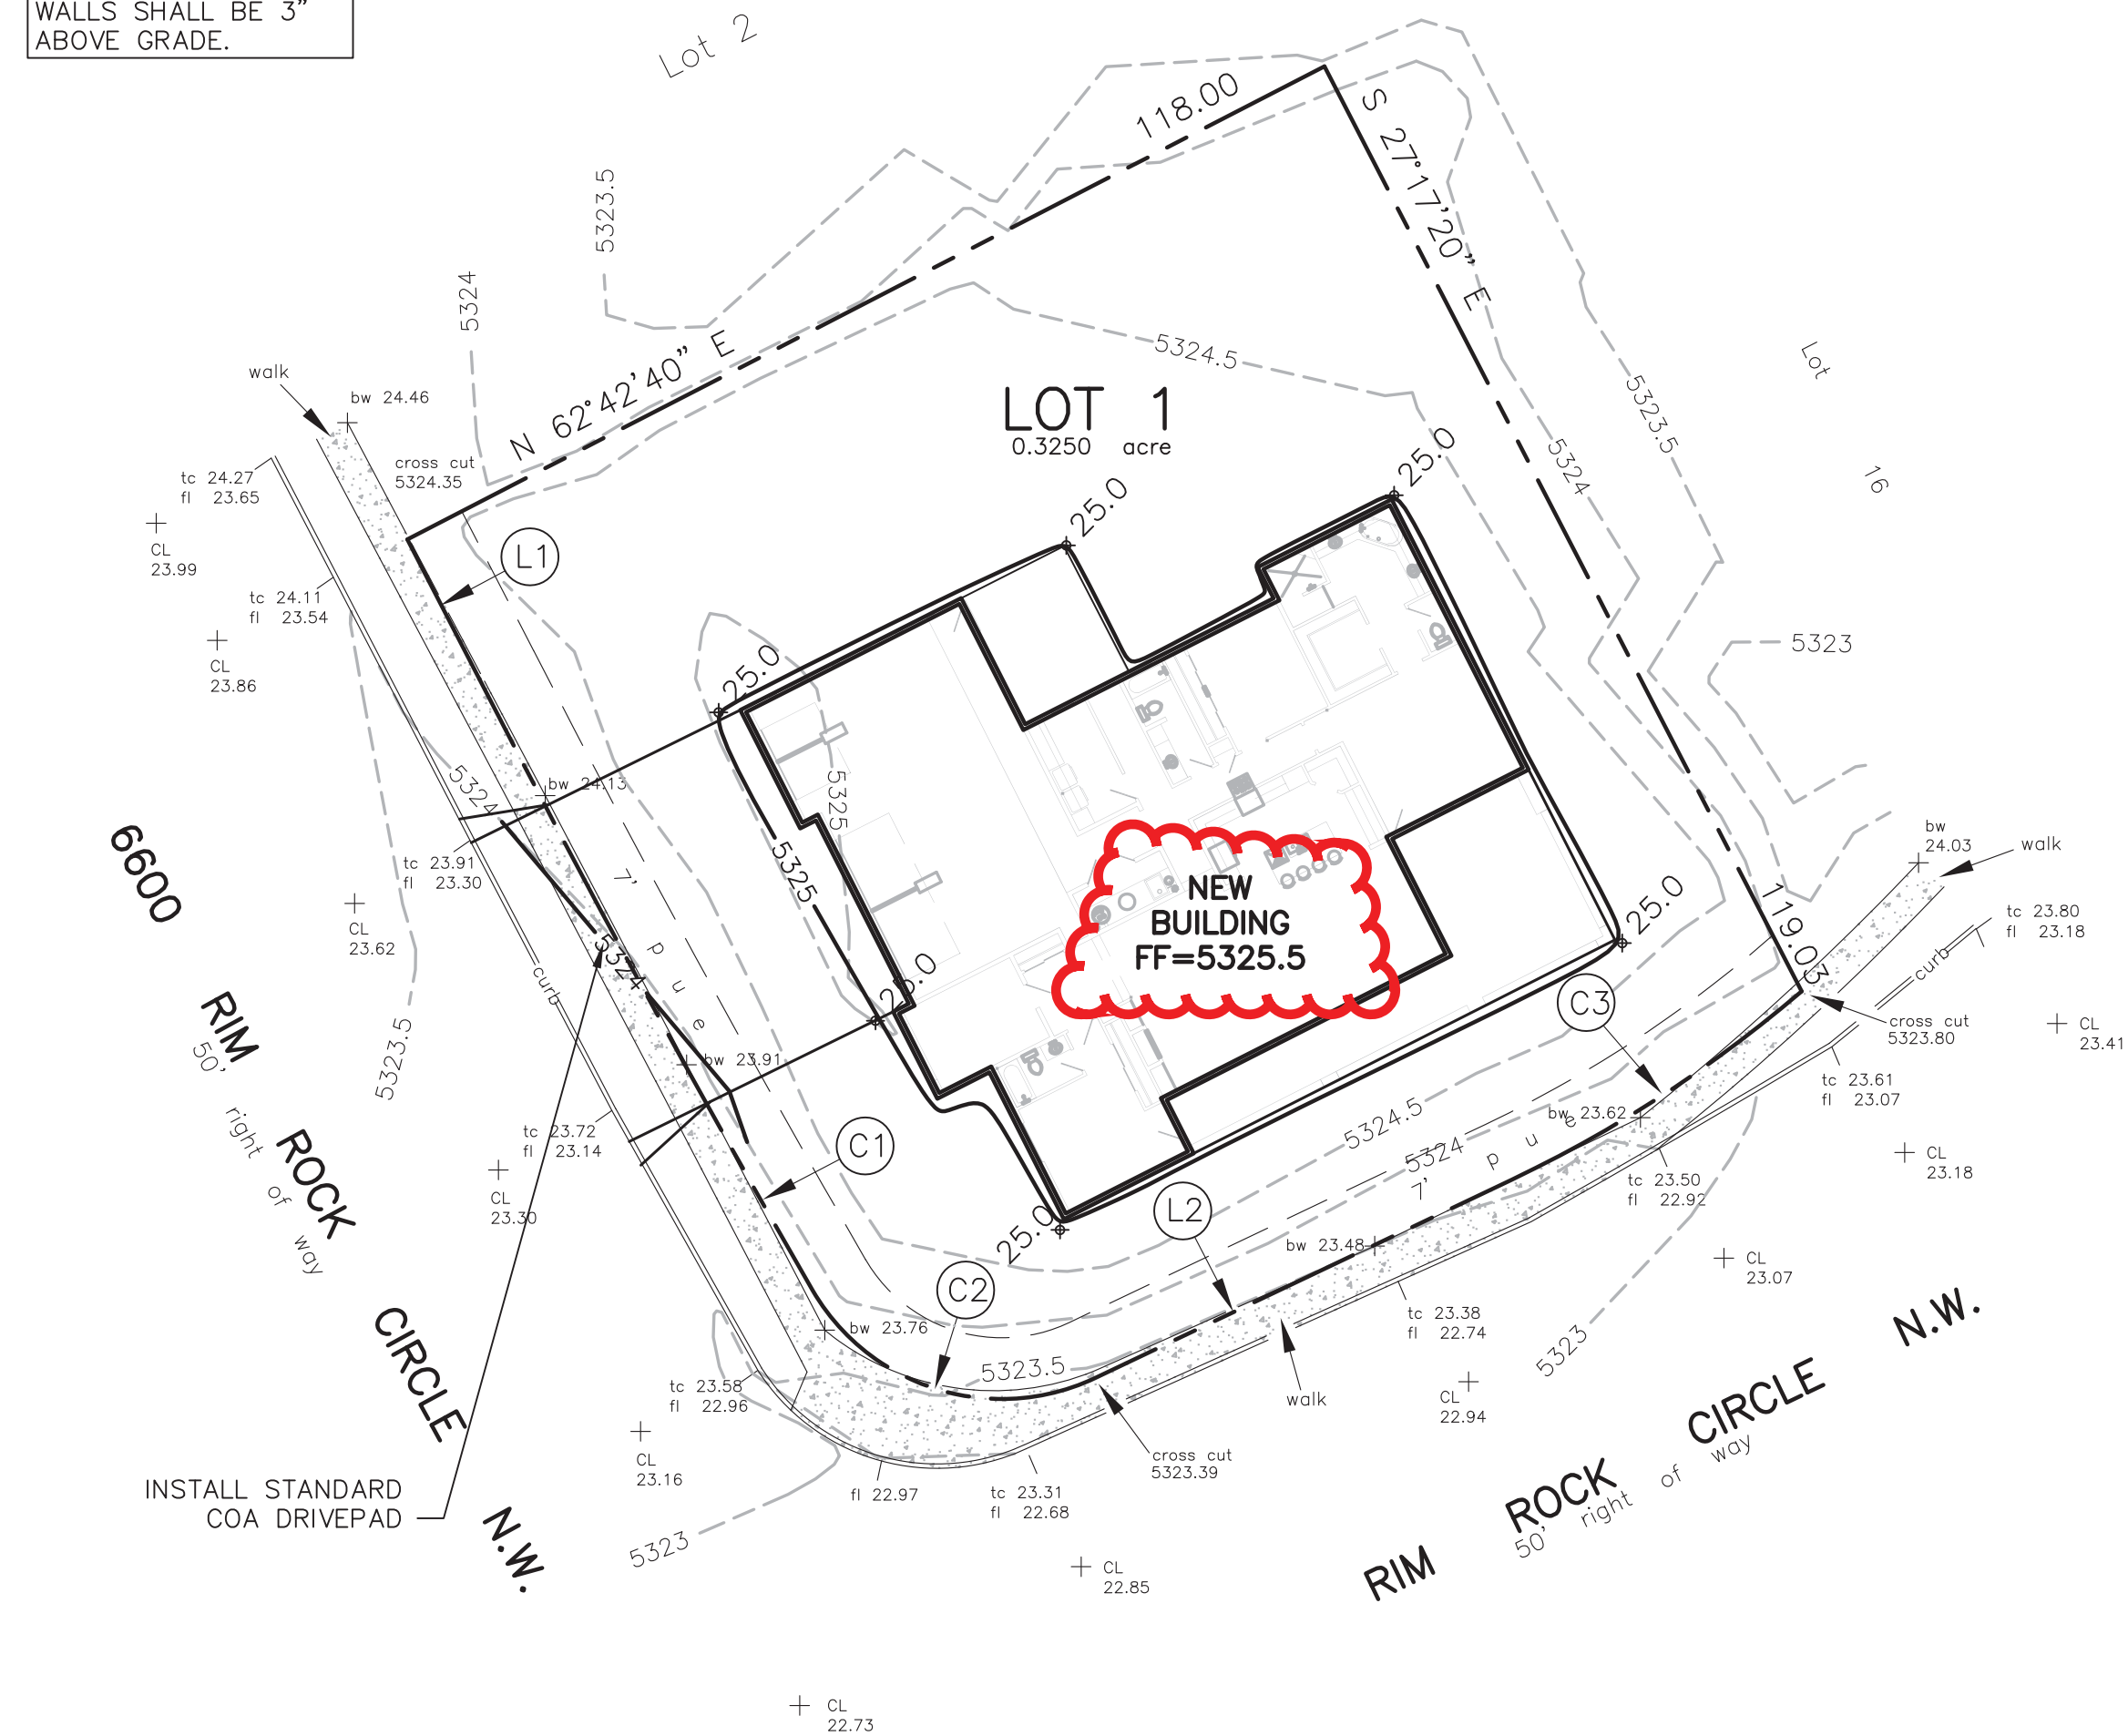 WALLS SHALL BE 3"
ABOVE GRADE.
Lot 2
118.00
S 27°17'20" E
5323.5
5324
N 62°42'40" E
5324.5
walk
bw 24.46
cross cut
5324.35
tc 24.27
fl 23.65
CL
23.99
LOT 1
0.3250 acre
Lot 16
5323.5
5324
25.0
25.0
L1
tc 24.11
fl 23.54
CL
23.86
25.0
5323
5324
bw 24.13
5325
5325
tc 23.91
fl 23.30
7' pue
CL
23.62
NEW
BUILDING
FF=5325.5
bw
24.03
walk
119.03
25.0
tc 23.80
fl 23.18
curb
5324
curb
25.0
C3
cross cut
5323.80
CL
23.41
5323.5
bw 23.91
tc 23.61
fl 23.07
tc 23.72
fl 23.14
C1
bw 23.62
5324.5
5324
7' pue
CL
23.30
CL
23.18
tc 23.50
fl 22.92
L2
25.0
bw 23.48
CL
23.07
C2
bw 23.76
tc 23.38
fl 22.74
5323.5
5323
tc 23.58
fl 22.96
walk
CL
22.94
CL
23.16
cross cut
5323.39
fl 22.97
tc 23.31
fl 22.68
5323
INSTALL STANDARD
COA DRIVEPAD
6600 RIM ROCK CIRCLE N.W.
50' right of way
RIM ROCK CIRCLE N.W.
50' right of way
CL
22.85
CL
22.73